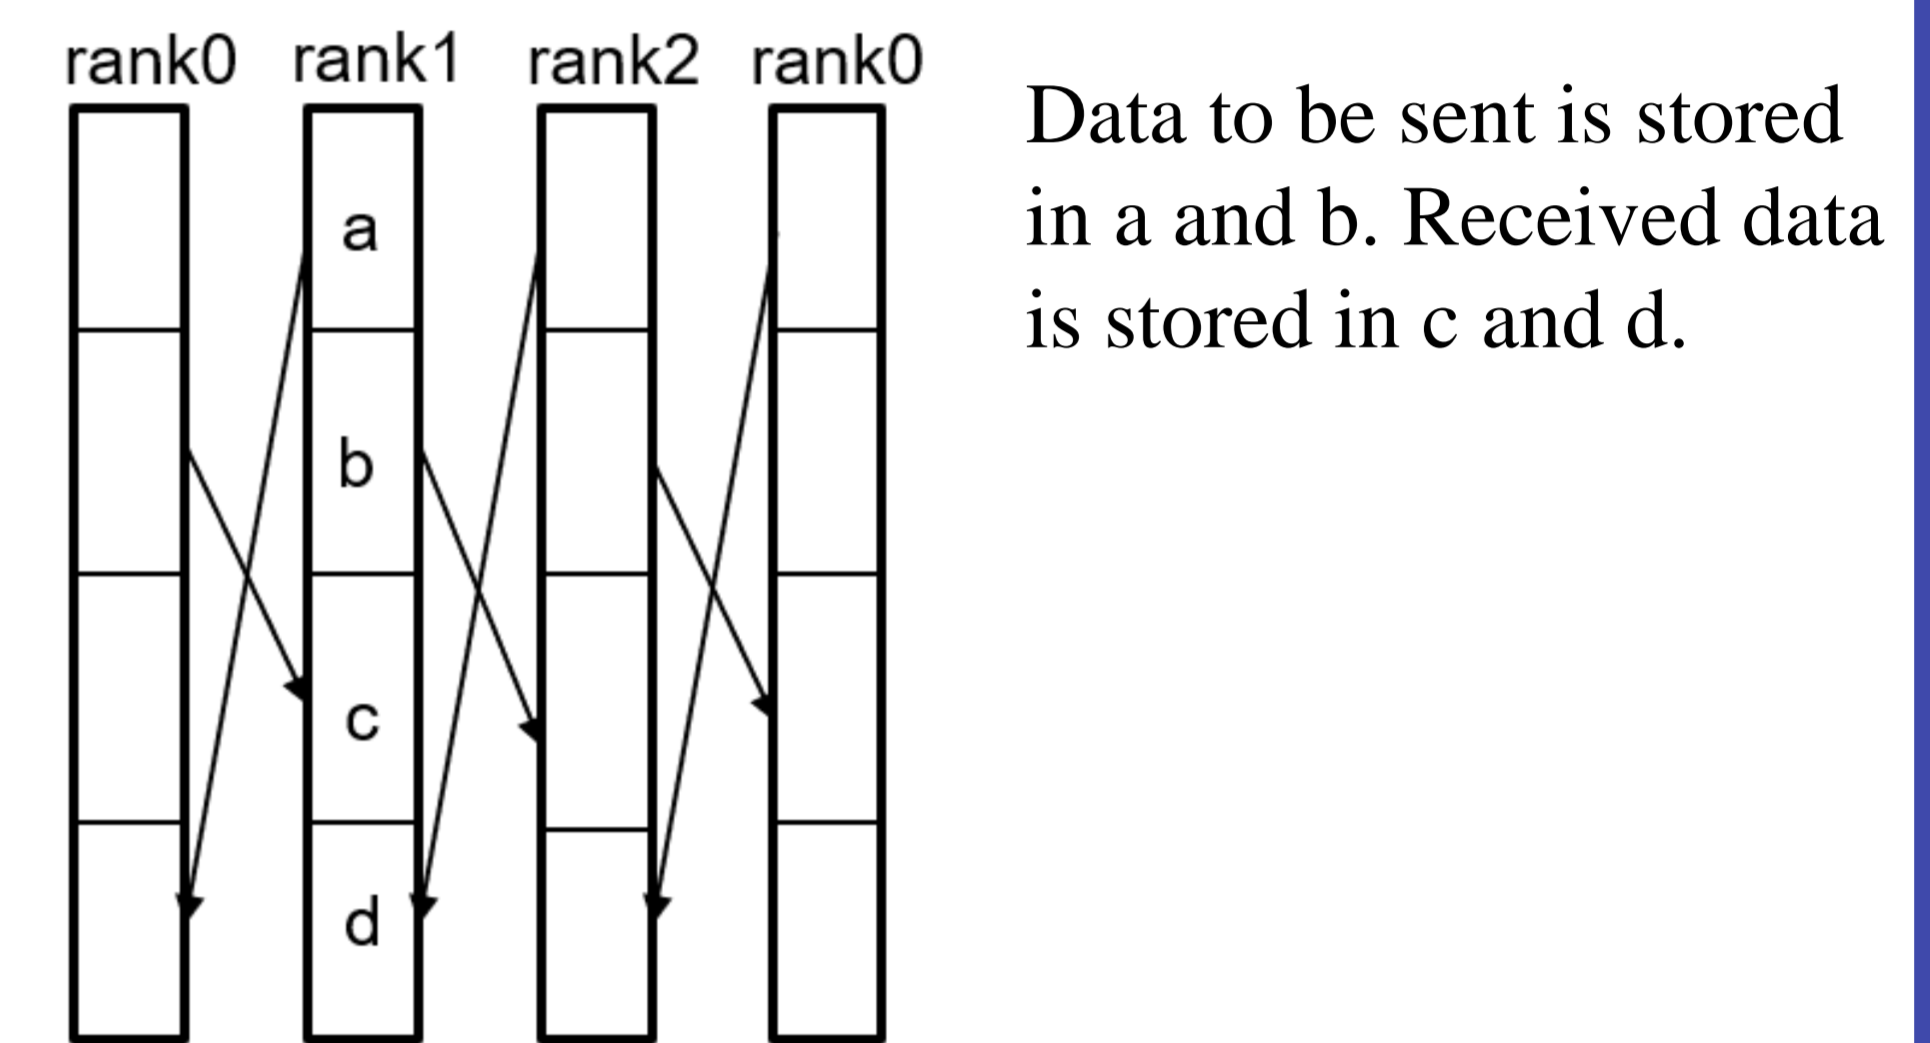 rank0 rank1 rank2 rank0
a
b
c
d
Data to be sent is stored
in a and b. Received data
is stored in c and d.